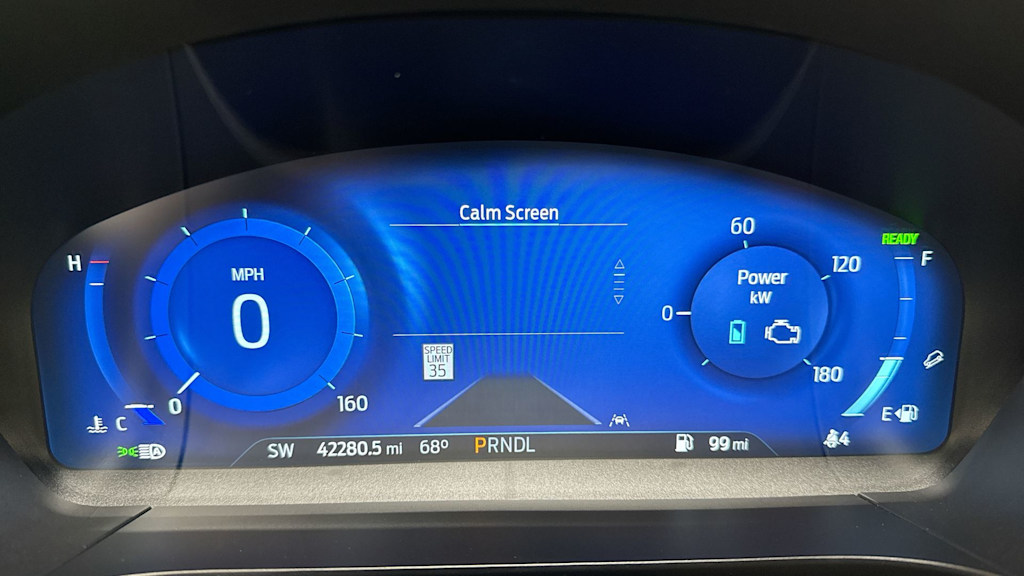 Calm Screen
H
MPH
0
0
160
C
A
SPEED
LIMIT
35
60
120
Power
kW
0
180
READY
F
E
4
SW 42280.5 mi 68° PRNDL 99 mi